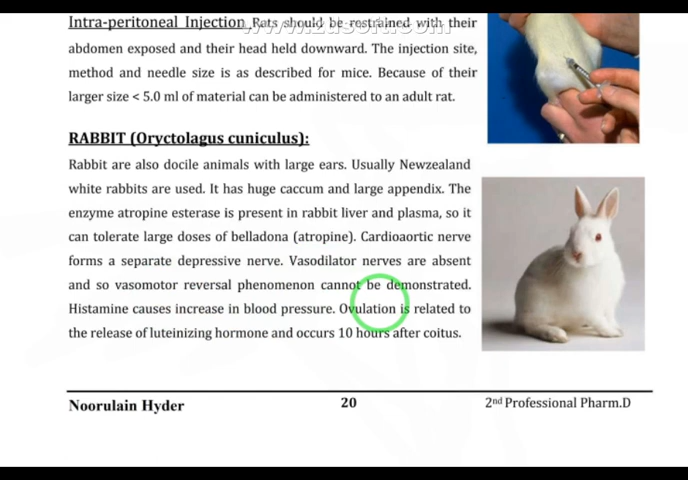 Intra-peritoneal Injection Rats should be restrained with their
www.zdsoft.com
abdomen exposed and their head held downward. The injection site,
method and needle size is as described for mice. Because of their
larger size < 5.0 ml of material can be administered to an adult rat.
RABBIT (Oryctolagus cuniculus):
Rabbit are also docile animals with large ears. Usually Newzealand
white rabbits are used. It has huge caccum and large appendix. The
enzyme atropine esterase is present in rabbit liver and plasma, so it
can tolerate large doses of belladona (atropine). Cardioaortic nerve
forms a separate depressive nerve. Vasodilator nerves are absent
and so vasomotor reversal phenomenon cannot be demonstrated.
Histamine causes increase in blood pressure. Ovulation is related to
the release of luteinizing hormone and occurs 10 hours after coitus.
Noorulain Hyder 20 2nd Professional Pharm.D